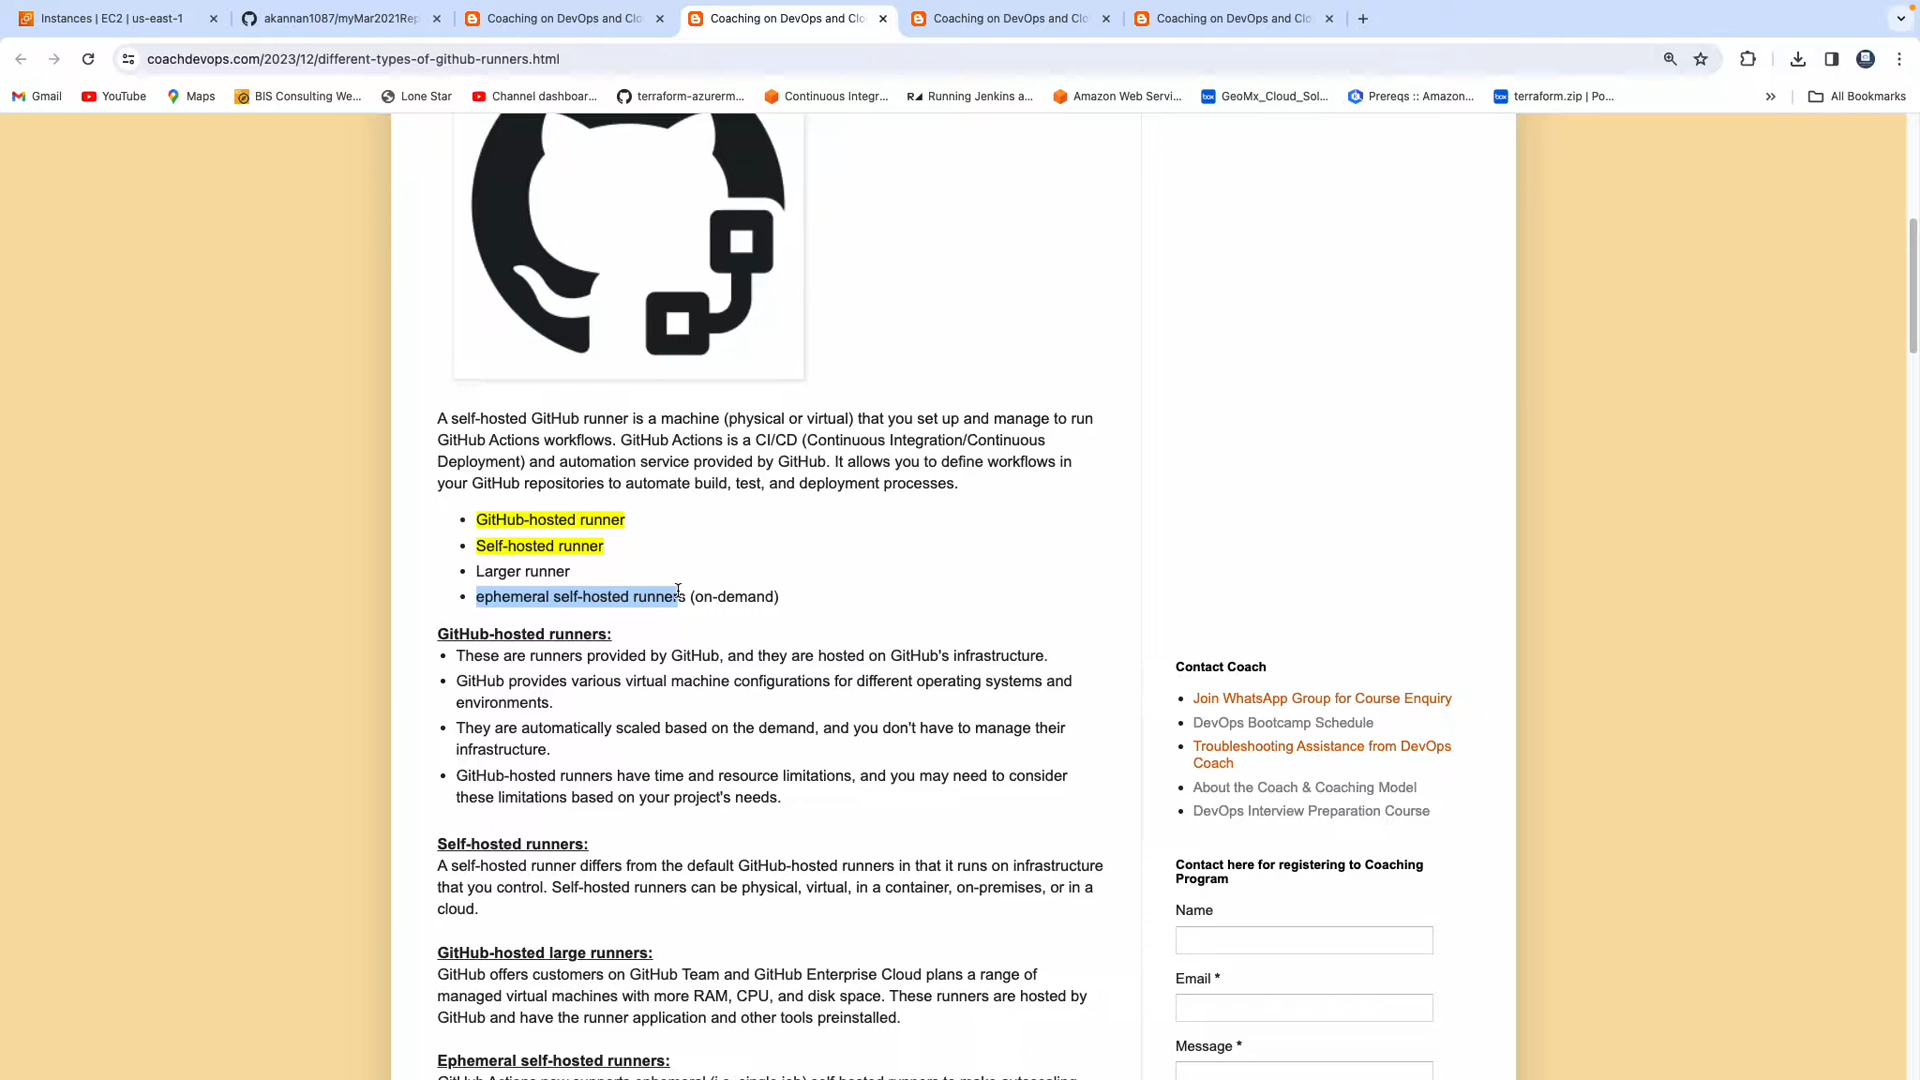 Instances | EC2 | us-east-1
akannan1087/myMar2021Rep
Coaching on DevOps and Clo
Coaching on DevOps and Clo
Coaching on DevOps and Clo
Coaching on DevOps and Clo
coachdevops.com/2023/12/different-types-of-github-runners.html
Gmail
YouTube
Maps
BIS Consulting We...
Lone Star
Channel dashboar...
terraform-azurerm...
Continuous Integr...
Running Jenkins a...
Amazon Web Servi...
GeoMx_Cloud_Sol...
Prereqs :: Amazon...
terraform.zip | Po...
All Bookmarks
A self-hosted GitHub runner is a machine (physical or virtual) that you set up and manage to run
GitHub Actions workflows. GitHub Actions is a CI/CD (Continuous Integration/Continuous
Deployment) and automation service provided by GitHub. It allows you to define workflows in
your GitHub repositories to automate build, test, and deployment processes.
• GitHub-hosted runner
• Self-hosted runner
• Larger runner
• ephemeral self-hosted runners (on-demand)
GitHub-hosted runners:
• These are runners provided by GitHub, and they are hosted on GitHub's infrastructure.
• GitHub provides various virtual machine configurations for different operating systems and
environments.
• They are automatically scaled based on the demand, and you don't have to manage their
infrastructure.
• GitHub-hosted runners have time and resource limitations, and you may need to consider
these limitations based on your project's needs.
Self-hosted runners:
A self-hosted runner differs from the default GitHub-hosted runners in that it runs on infrastructure
that you control. Self-hosted runners can be physical, virtual, in a container, on-premises, or in a
cloud.
GitHub-hosted large runners:
GitHub offers customers on GitHub Team and GitHub Enterprise Cloud plans a range of
managed virtual machines with more RAM, CPU, and disk space. These runners are hosted by
GitHub and have the runner application and other tools preinstalled.
Ephemeral self-hosted runners:
GitHub Actions now supports ephemeral (i.e. single job) self-hosted runners to make autoscaling
Contact Coach
• Join WhatsApp Group for Course Enquiry
• DevOps Bootcamp Schedule
• Troubleshooting Assistance from DevOps
Coach
• About the Coach & Coaching Model
• DevOps Interview Preparation Course
Contact here for registering to Coaching
Program
Name
Email *
Message *